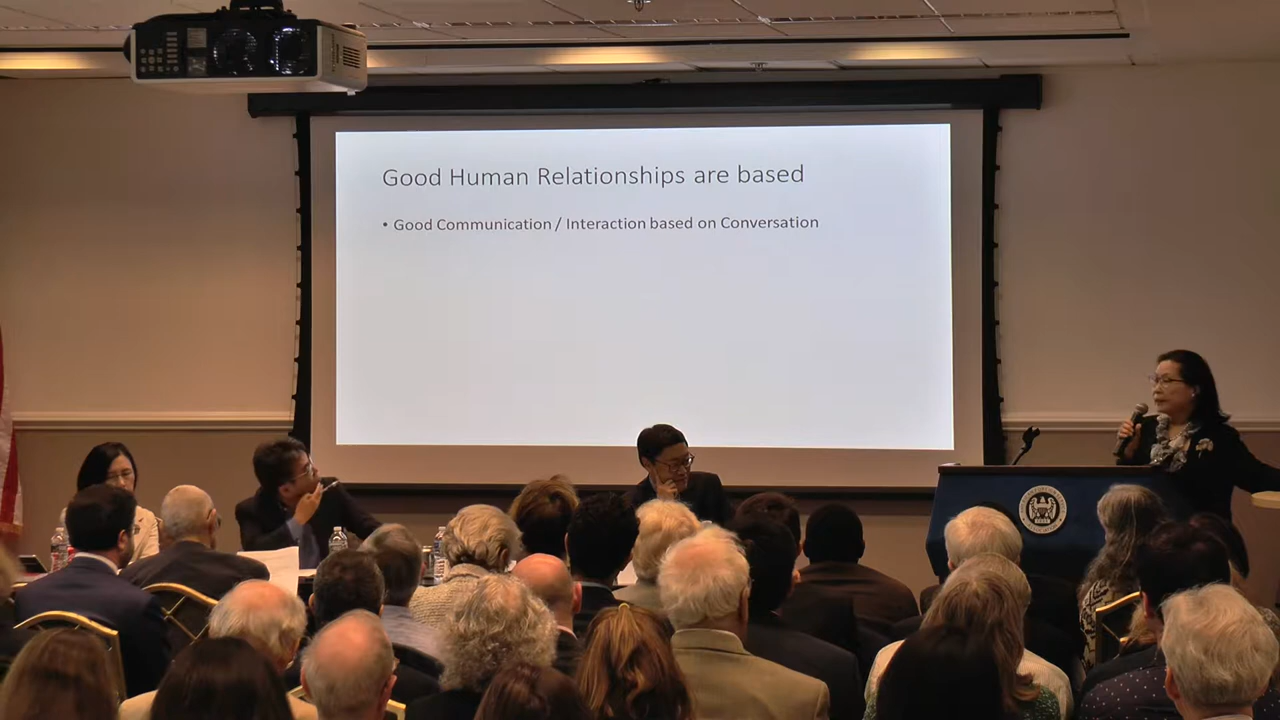 Good Human Relationships are based
• Good Communication / Interaction based on Conversation